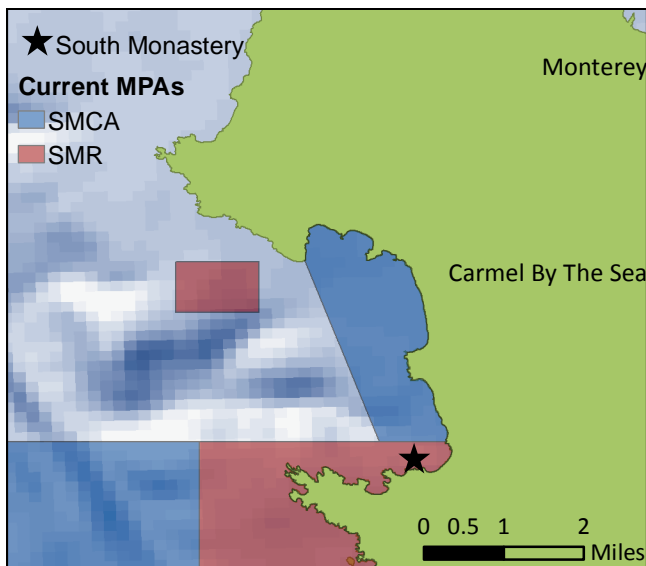 South Monastery
Current MPAs
SMCA
SMR
Monterey
Carmel By The Sea
0 0.5 1 2
Miles